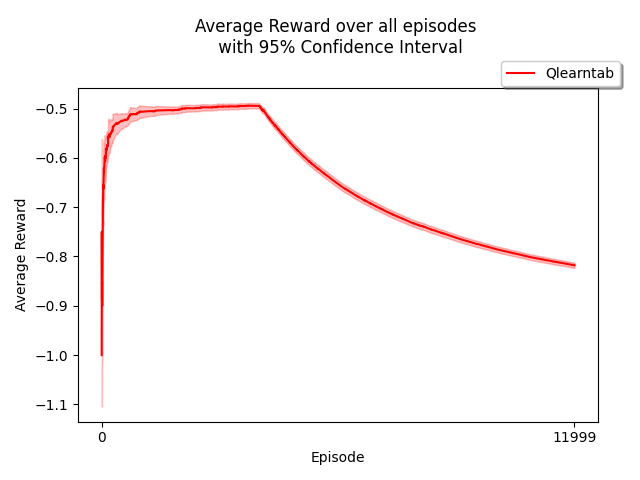 Average Reward over all episodes
with 95% Confidence Interval
Qlearntab
−0.5
−0.6
−0.7
−0.8
−0.9
−1.0
−1.1
Average Reward
0
11999
Episode